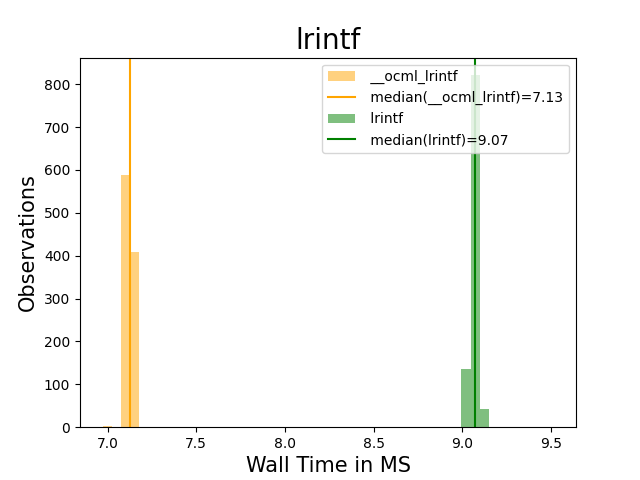 lrintf
__ocml_lrintf
median(__ocml_lrintf)=7.13
lrintf
median(lrintf)=9.07
Observations
800
700
600
500
400
300
200
100
0
7.0 7.5 8.0 8.5 9.0 9.5
Wall Time in MS